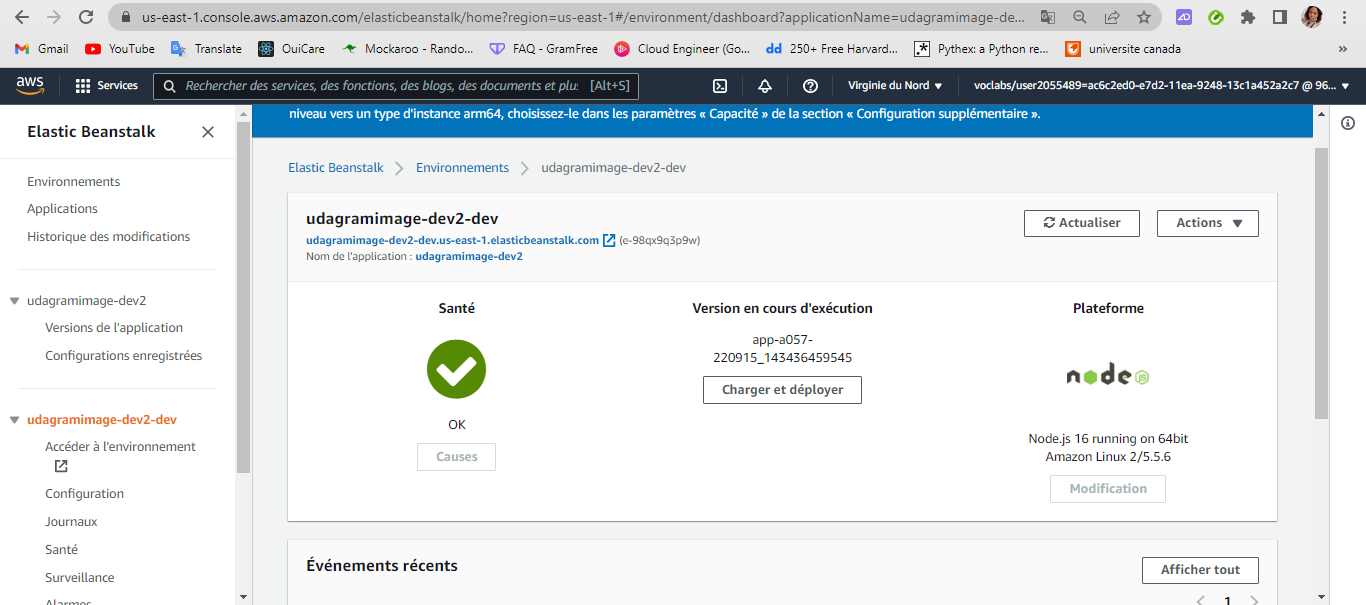 us-east-1.console.aws.amazon.com/elasticbeanstalk/home?region=us-east-1#/environment/dashboard?applicationName=udagramimage-de...
Gmail
YouTube
Translate
OuiCare
Mockaroo - Rando...
FAQ - GramFree
Cloud Engineer (Go...
dd 250+ Free Harvard...
.* Pythex: a Python re...
universite canada
»
aws
Services
Rechercher des services, des fonctions, des blogs, des documents et plus [Alt+S]
Virginie du Nord ▼
voclabs/user2055489=ac6c2ed0-e7d2-11ea-9248-13c1a452a2c7 @ 96... ▼
Elastic Beanstalk
Environnements
Applications
Historique des modifications
udagramimage-dev2
Versions de l'application
Configurations enregistrées
udagramimage-dev2-dev
Accéder à l'environnement
Configuration
Journaux
Santé
Surveillance
Alarmes
niveau vers un type d'instance arm64, choisissez-le dans les paramètres « Capacité » de la section « Configuration supplémentaire ».
Elastic Beanstalk > Environnements > udagramimage-dev2-dev
udagramimage-dev2-dev
udagramimage-dev2-dev.us-east-1.elasticbeanstalk.com (e-98qx9q3p9w)
Nom de l'application : udagramimage-dev2
Actualiser
Actions ▼
Santé
OK
Causes
Version en cours d'exécution
app-a057-
220915_143436459545
Charger et déployer
Plateforme
node JS
Node.js 16 running on 64bit
Amazon Linux 2/5.5.6
Modification
Événements récents
Afficher tout
< 1 >